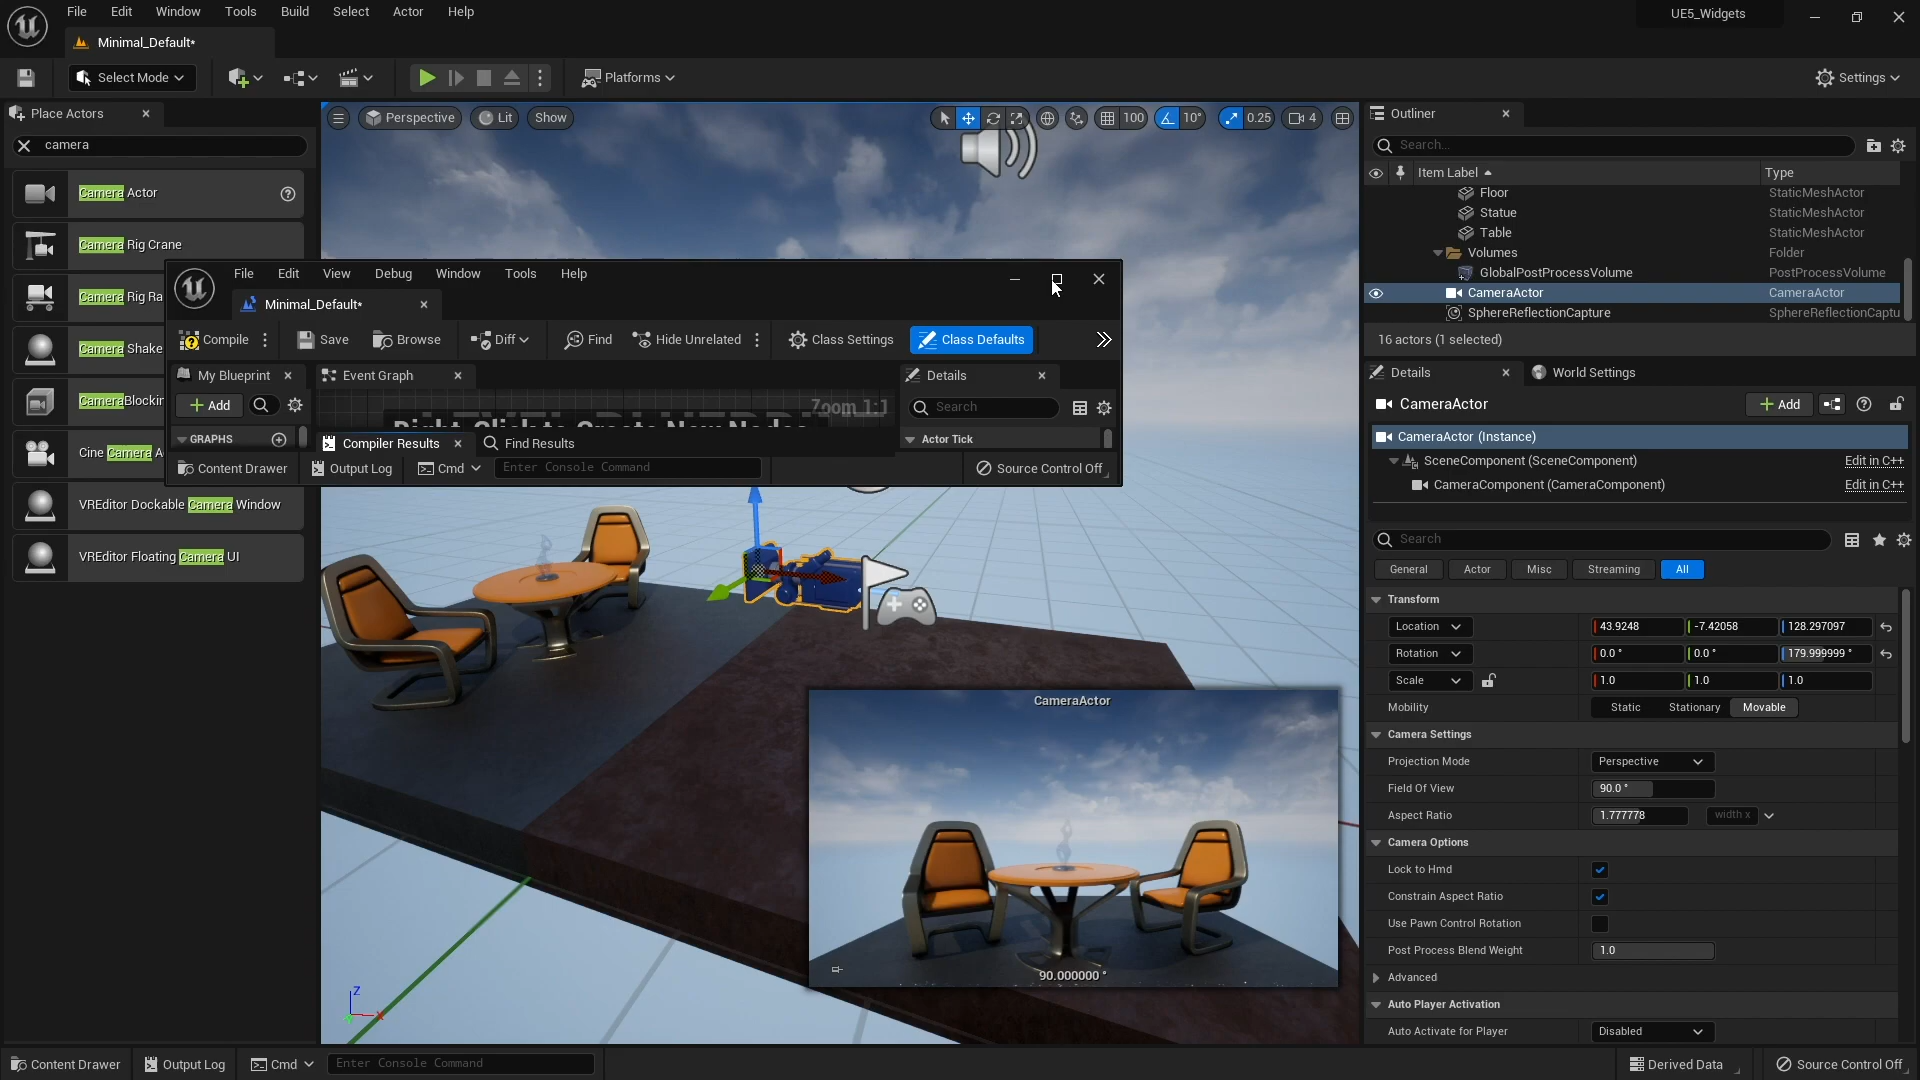 File Edit Window Tools Build Select Actor Help
UE5_Widgets
Minimal_Default*
Select Mode
Platforms
Settings
Place Actors
camera
Camera Actor
Camera Rig Crane
Camera Rig Ra
Camera Shake
CameraBlockin
Cine Camera A
VREditor Dockable Camera Window
VREditor Floating Camera UI
Perspective Lit Show
100 10° 0.25 4
File Edit View Debug Window Tools Help
Minimal_Default*
Compile Save Browse Diff Find Hide Unrelated Class Settings Class Defaults
My Blueprint Event Graph Details
Add Zoom 1:1 Search
Right-Click to Create New Nodes
GRAPHS Compiler Results Find Results Actor Tick
Content Drawer Output Log Cmd Enter Console Command Source Control Off
CameraActor
90.000000 °
Z
X
Outliner
Search...
Item Label Type
Floor StaticMeshActor
Statue StaticMeshActor
Table StaticMeshActor
Volumes Folder
GlobalPostProcessVolume PostProcessVolume
CameraActor CameraActor
SphereReflectionCapture SphereReflectionCaptu
16 actors (1 selected)
Details World Settings
CameraActor Add
CameraActor (Instance)
SceneComponent (SceneComponent) Edit in C++
CameraComponent (CameraComponent) Edit in C++
Search
General Actor Misc Streaming All
Transform
Location 43.9248 -7.42058 128.297097
Rotation 0.0 ° 0.0 ° 179.999999 °
Scale 1.0 1.0 1.0
Mobility Static Stationary Movable
Camera Settings
Projection Mode Perspective
Field Of View 90.0 °
Aspect Ratio 1.777778 width x
Camera Options
Lock to Hmd
Constrain Aspect Ratio
Use Pawn Control Rotation
Post Process Blend Weight 1.0
Advanced
Auto Player Activation
Auto Activate for Player Disabled
Content Drawer Output Log Cmd Enter Console Command Derived Data Source Control Off